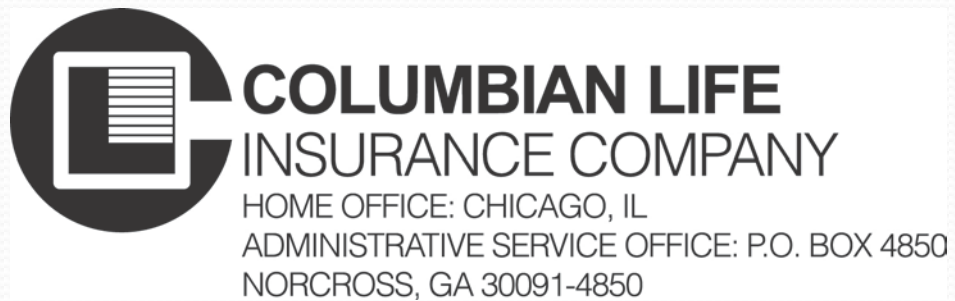 COLUMBIAN LIFE
INSURANCE COMPANY
HOME OFFICE: CHICAGO, IL
ADMINISTRATIVE SERVICE OFFICE: P.O. BOX 4850
NORCROSS, GA 30091-4850